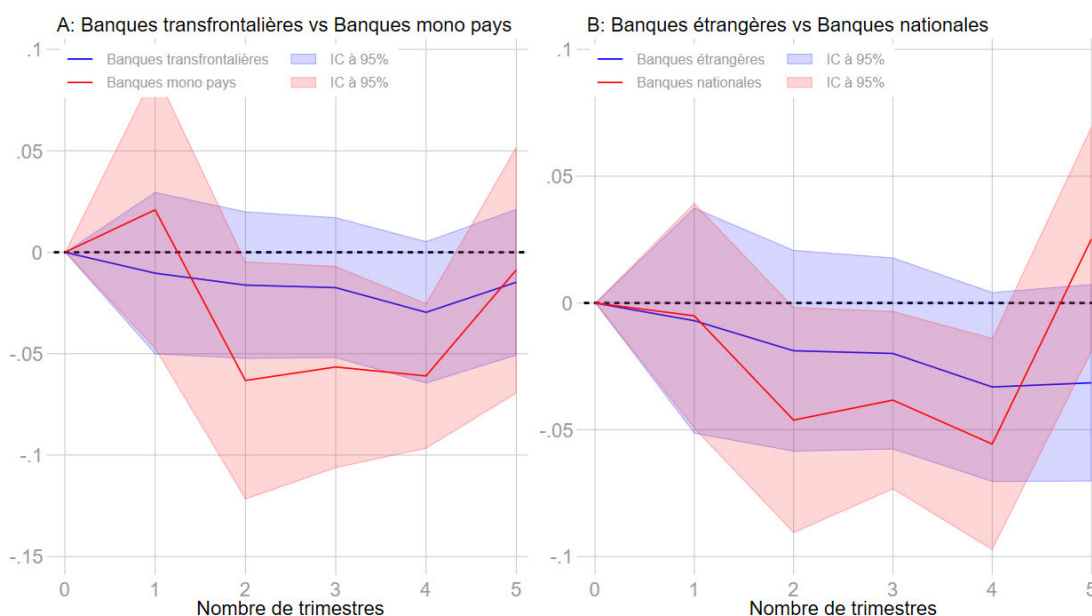 A: Banques transfrontalières vs Banques mono pays
.1
Banques transfrontalières
IC à 95%
Banques mono pays
IC à 95%
.05
0
-.05
-.1
-.15
0 1 2 3 4 5
Nombre de trimestres
B: Banques étrangères vs Banques nationales
.1
Banques étrangères
IC à 95%
Banques nationales
IC à 95%
.05
0
-.05
-.1
0 1 2 3 4 5
Nombre de trimestres